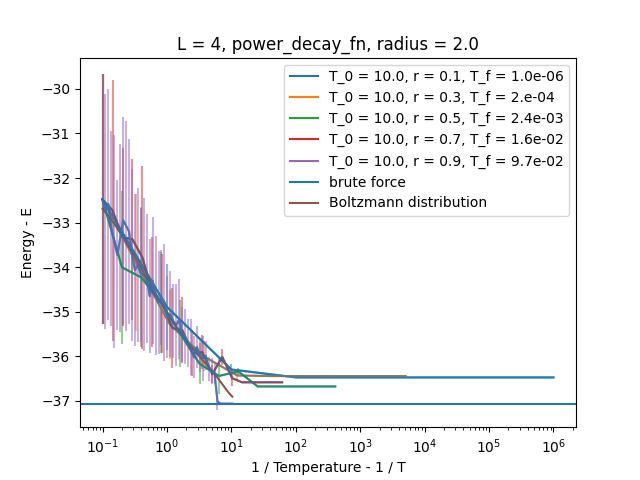 L = 4, power_decay_fn, radius = 2.0
T_0 = 10.0, r = 0.1, T_f = 1.0e-06
T_0 = 10.0, r = 0.3, T_f = 2.e-04
T_0 = 10.0, r = 0.5, T_f = 2.4e-03
T_0 = 10.0, r = 0.7, T_f = 1.6e-02
T_0 = 10.0, r = 0.9, T_f = 9.7e-02
brute force
Boltzmann distribution
Energy - E
−30
−31
−32
−33
−34
−35
−36
−37
10⁻¹ 10⁰ 10¹ 10² 10³ 10⁴ 10⁵ 10⁶
1 / Temperature - 1 / T